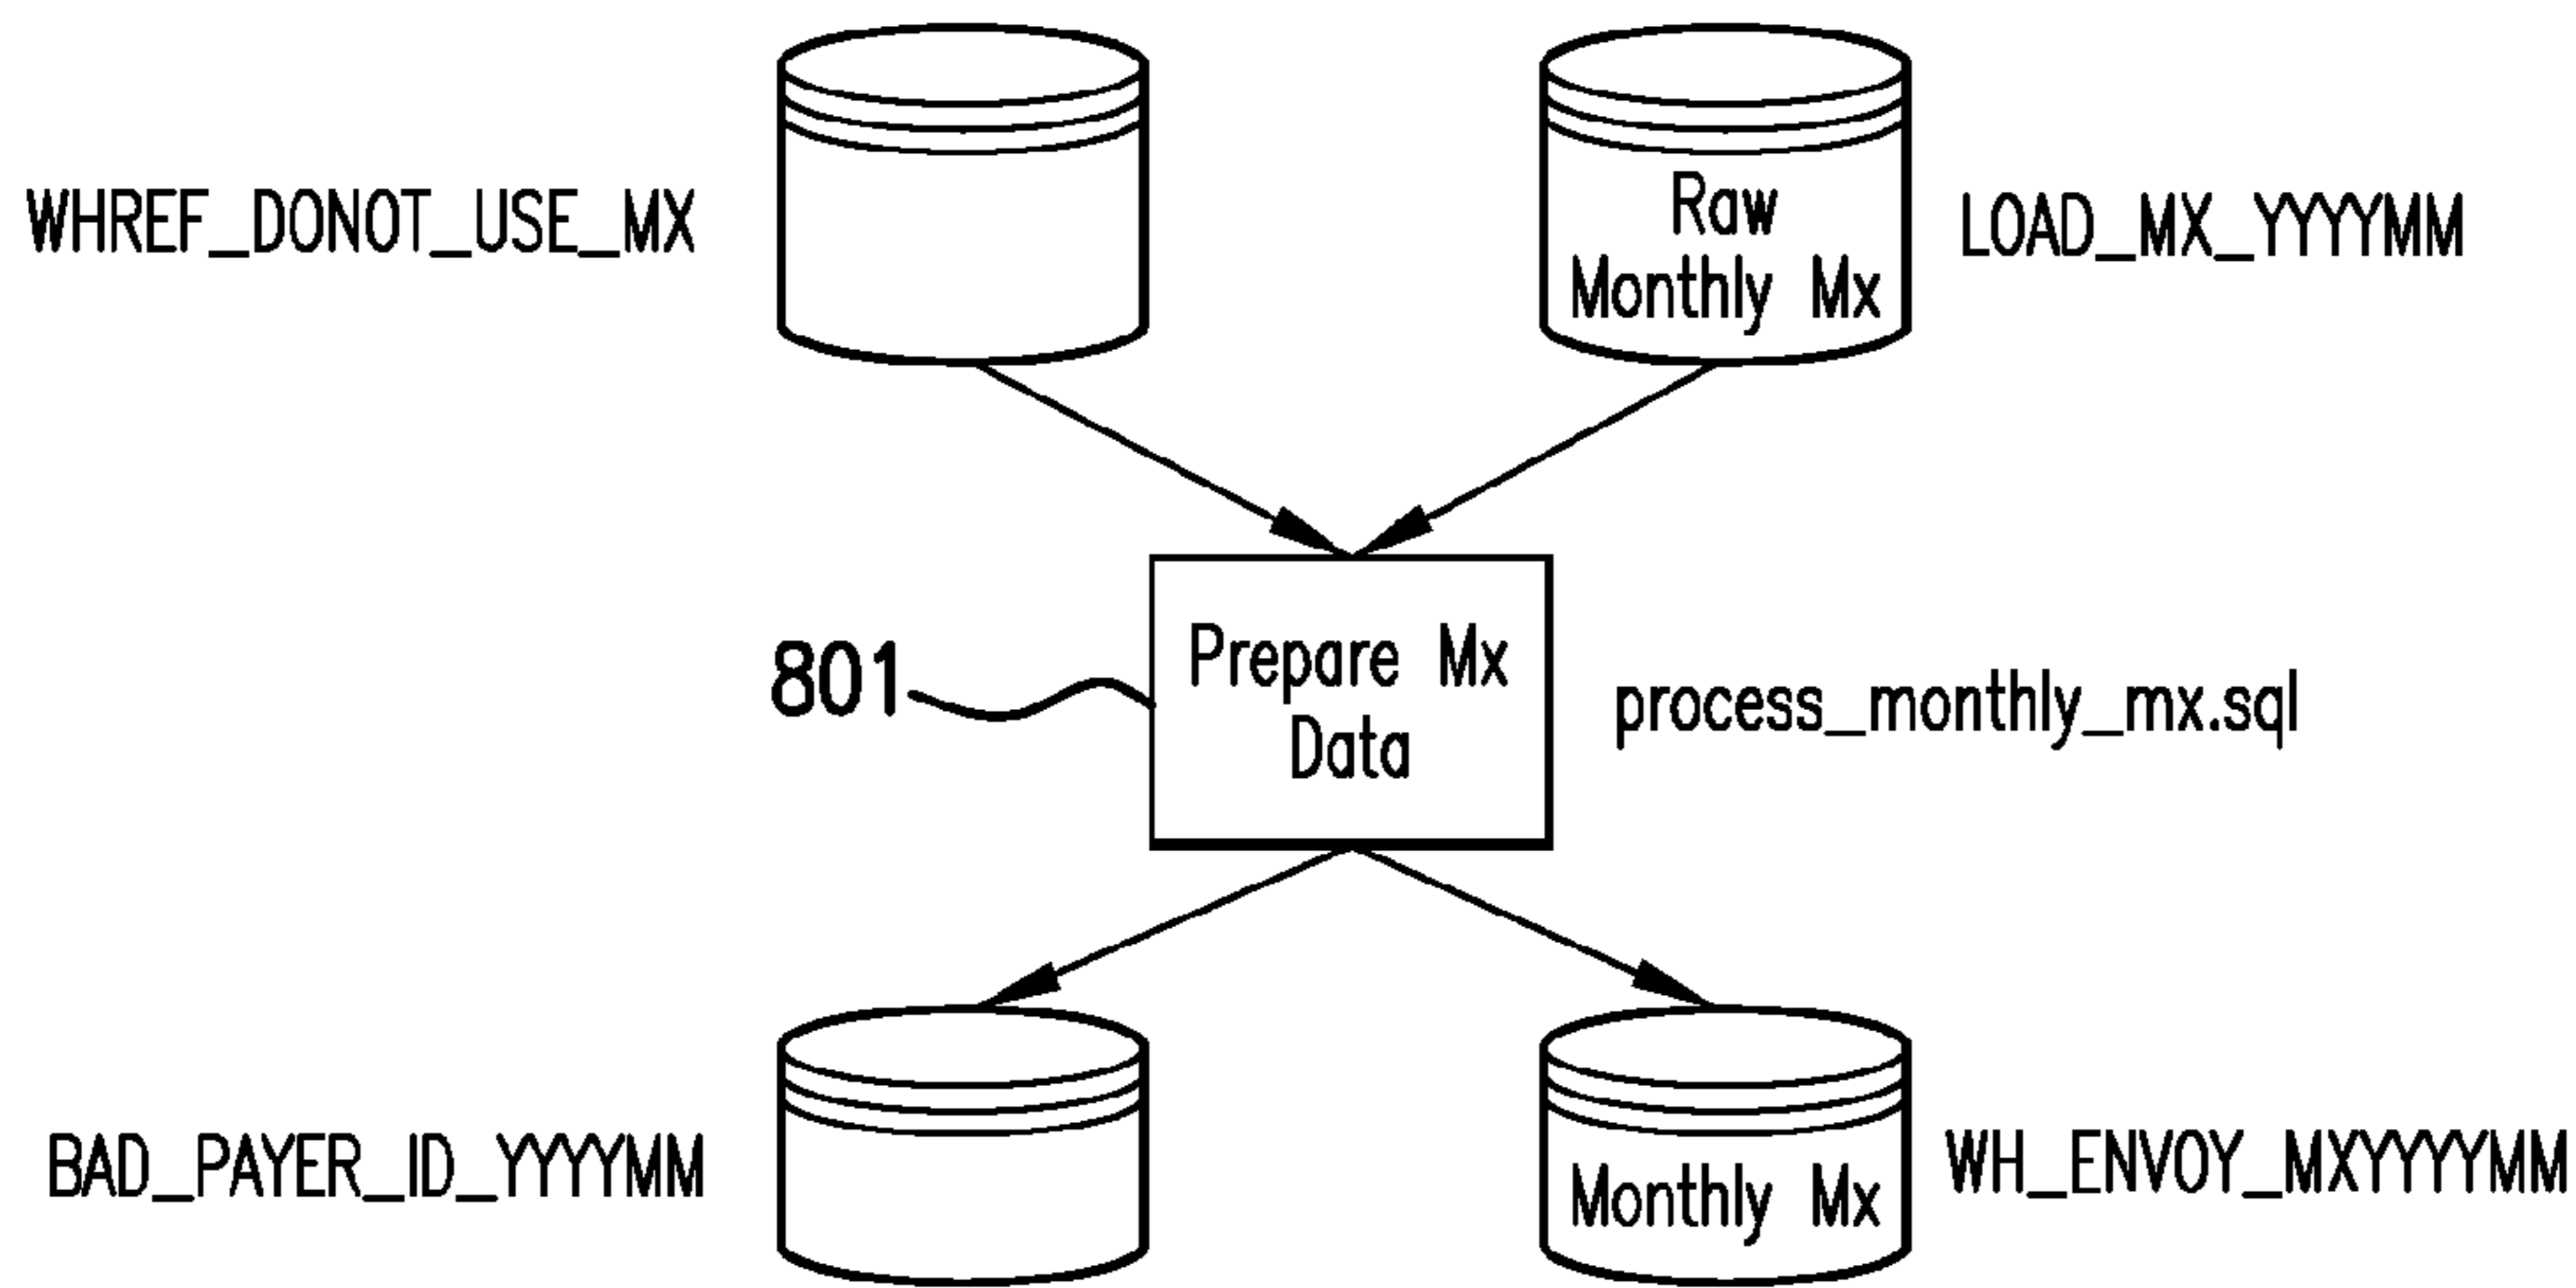 WHREF_DONOT_USE_MX
Raw
Monthly Mx
LOAD_MX_YYYYMM
801
Prepare Mx
Data
process_monthly_mx.sql
BAD_PAYER_ID_YYYYMM
Monthly Mx
WH_ENVOY_MXYYYYMM